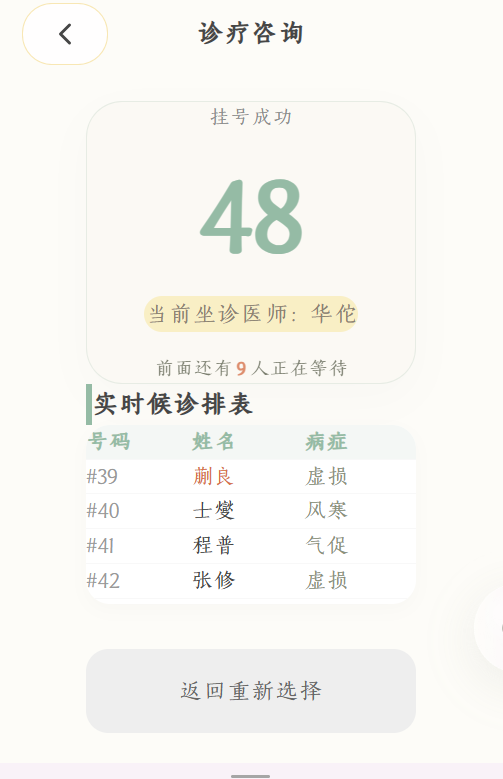 诊疗咨询
挂号成功
48
当前坐诊医师: 华佗
前面还有 9 人正在等待
实时候诊排表
号码 姓名 病症
#39 蒯良 虚损
#40 士燮 风寒
#41 程普 气促
#42 张修 虚损
返回重新选择